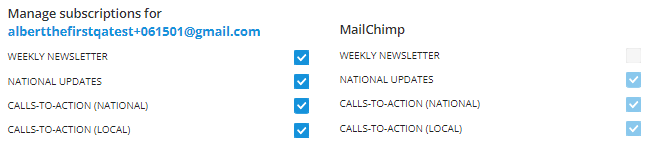 Manage subscriptions for
albertthefirstqatest+061501@gmail.com
WEEKLY NEWSLETTER
NATIONAL UPDATES
CALLS-TO-ACTION (NATIONAL)
CALLS-TO-ACTION (LOCAL)
MailChimp
WEEKLY NEWSLETTER
NATIONAL UPDATES
CALLS-TO-ACTION (NATIONAL)
CALLS-TO-ACTION (LOCAL)